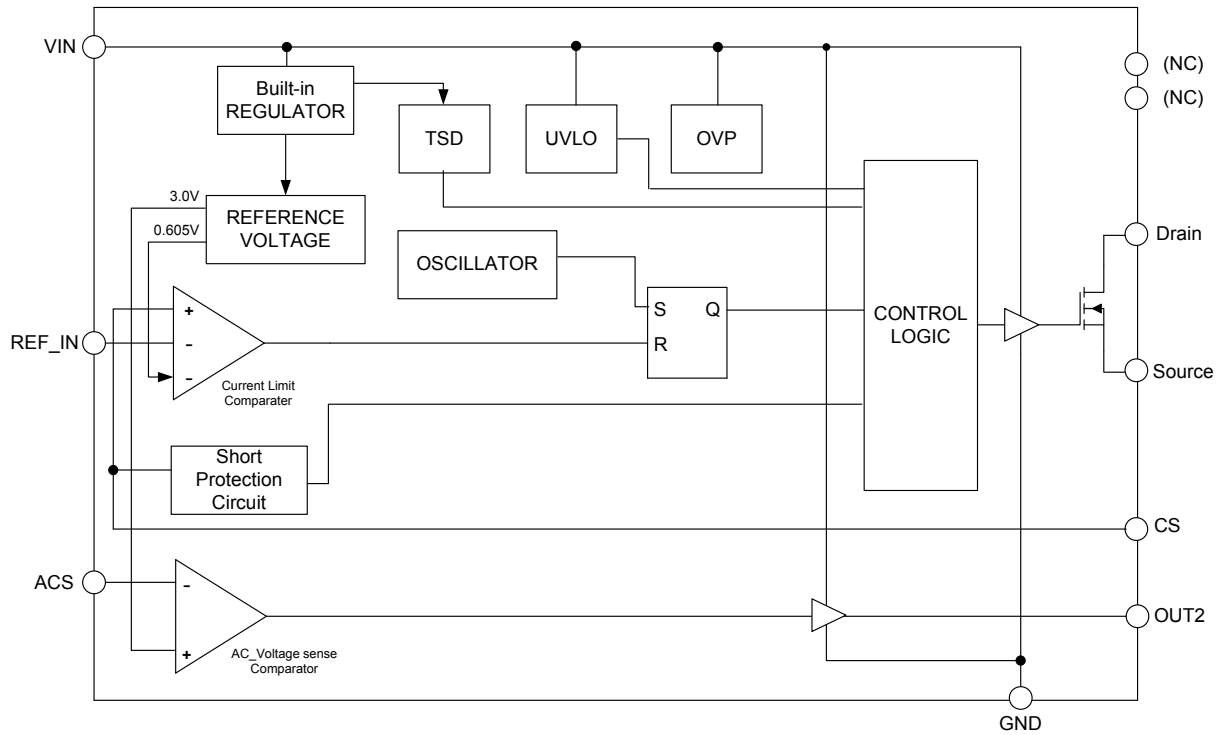 VIN
(NC)
(NC)
Built-in
REGULATOR
TSD
UVLO
OVP
3.0V
REFERENCE
VOLTAGE
0.605V
OSCILLATOR
Drain
S
Q
R
CONTROL
LOGIC
+
REF_IN
-
-
Current Limit
Comparater
Source
Short
Protection
Circuit
CS
ACS
-
+
AC_Voltage sense
Comparator
OUT2
GND